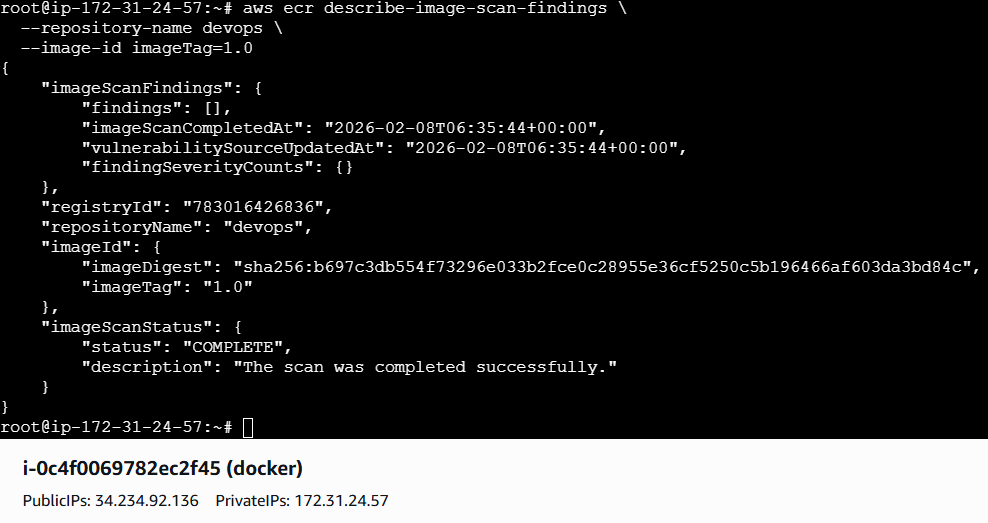 root@ip-172-31-24-57:~# aws ecr describe-image-scan-findings \
  --repository-name devops \
  --image-id imageTag=1.0
{
    "imageScanFindings": {
        "findings": [],
        "imageScanCompletedAt": "2026-02-08T06:35:44+00:00",
        "vulnerabilitySourceUpdatedAt": "2026-02-08T06:35:44+00:00",
        "findingSeverityCounts": {}
    },
    "registryId": "783016426836",
    "repositoryName": "devops",
    "imageId": {
        "imageDigest": "sha256:b697c3db554f73296e033b2fce0c28955e36cf5250c5b196466af603da3bd84c",
        "imageTag": "1.0"
    },
    "imageScanStatus": {
        "status": "COMPLETE",
        "description": "The scan was completed successfully."
    }
}
root@ip-172-31-24-57:~#
i-0c4f0069782ec2f45 (docker)
PublicIPs: 34.234.92.136 PrivateIPs: 172.31.24.57